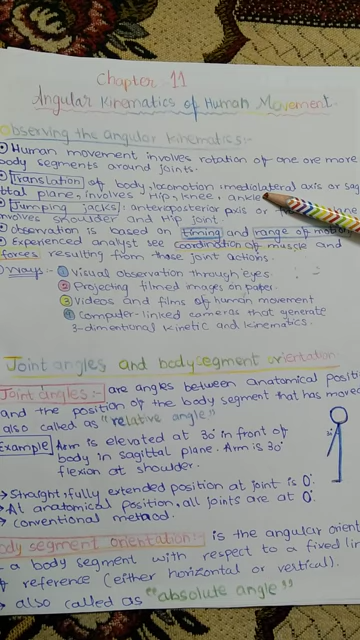 Chapter 11
Angular Kinematics of Human Movement.
Observing the angular kinematics:-
Human movement involves rotation of one ore more
body segments around joints.
Translation of body, locomotion :mediolateral axis or sag
ttal plane, involves Hip, knee, ankle
Jumping jacks: anteroposterior axis or plane
involves shoulder and Hip joint.
observation is based on Timing and range of motion
Experienced analyst see coordination of muscle and
forces resulting from these joint actions.
Ways: 1 Visual observation through eyes.
2 Projecting filmed images on paper.
3 Videos and films of human movement
4 Computer-linked cameras that generate
3-dimentional kinetic and kinematics.
Joint angles and body segment orientation
Joint angles:- are angles between anatomical positi
and the position of the body segment that has moved
also called as "relative angle"
Example Arm is elevated at 30° in front of
body in sagittal plane. Arm is 30°
flexion at shoulder.
30°
→ Straight, fully extended position at joint is 0°.
→ At anatomical position, all joints are at 0°.
→ conventional method.
ody segment orientation:- is the angular orient
a body segment with respect to a fixed lin
reference (either horizontal or vertical).
also called as "absolute angle"